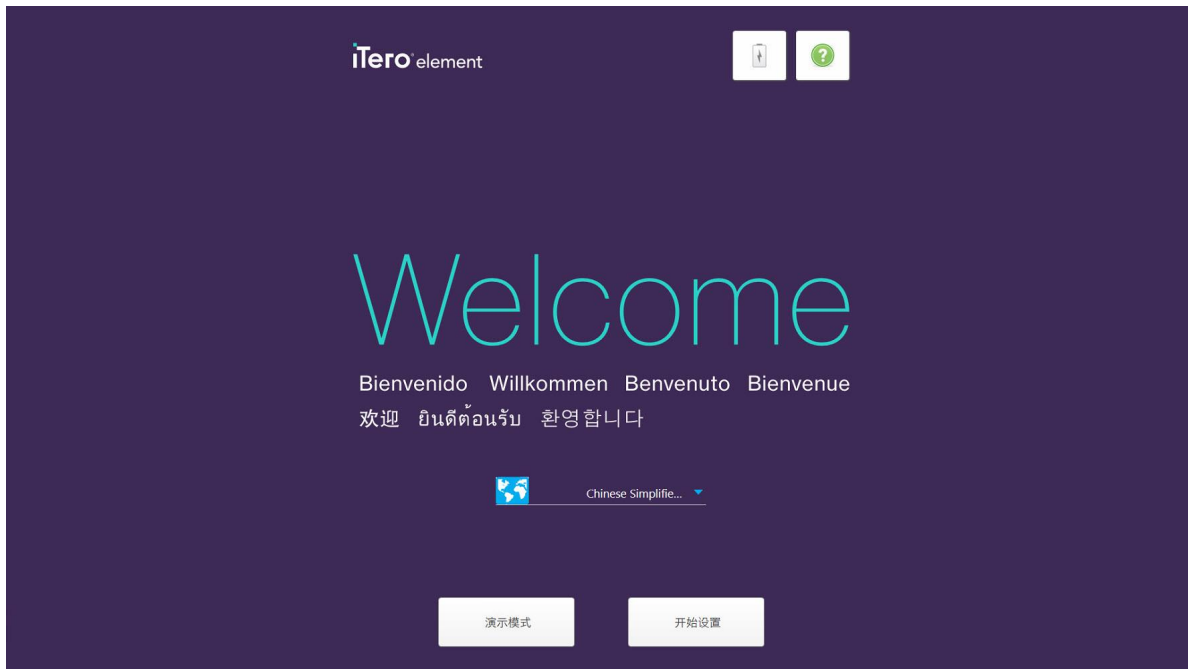 iTero element
Welcome
Bienvenido Willkommen Benvenuto Bienvenue
欢迎 ยินดีต้อนรับ 환영합니다
Chinese Simplifie...
演示模式 开始设置